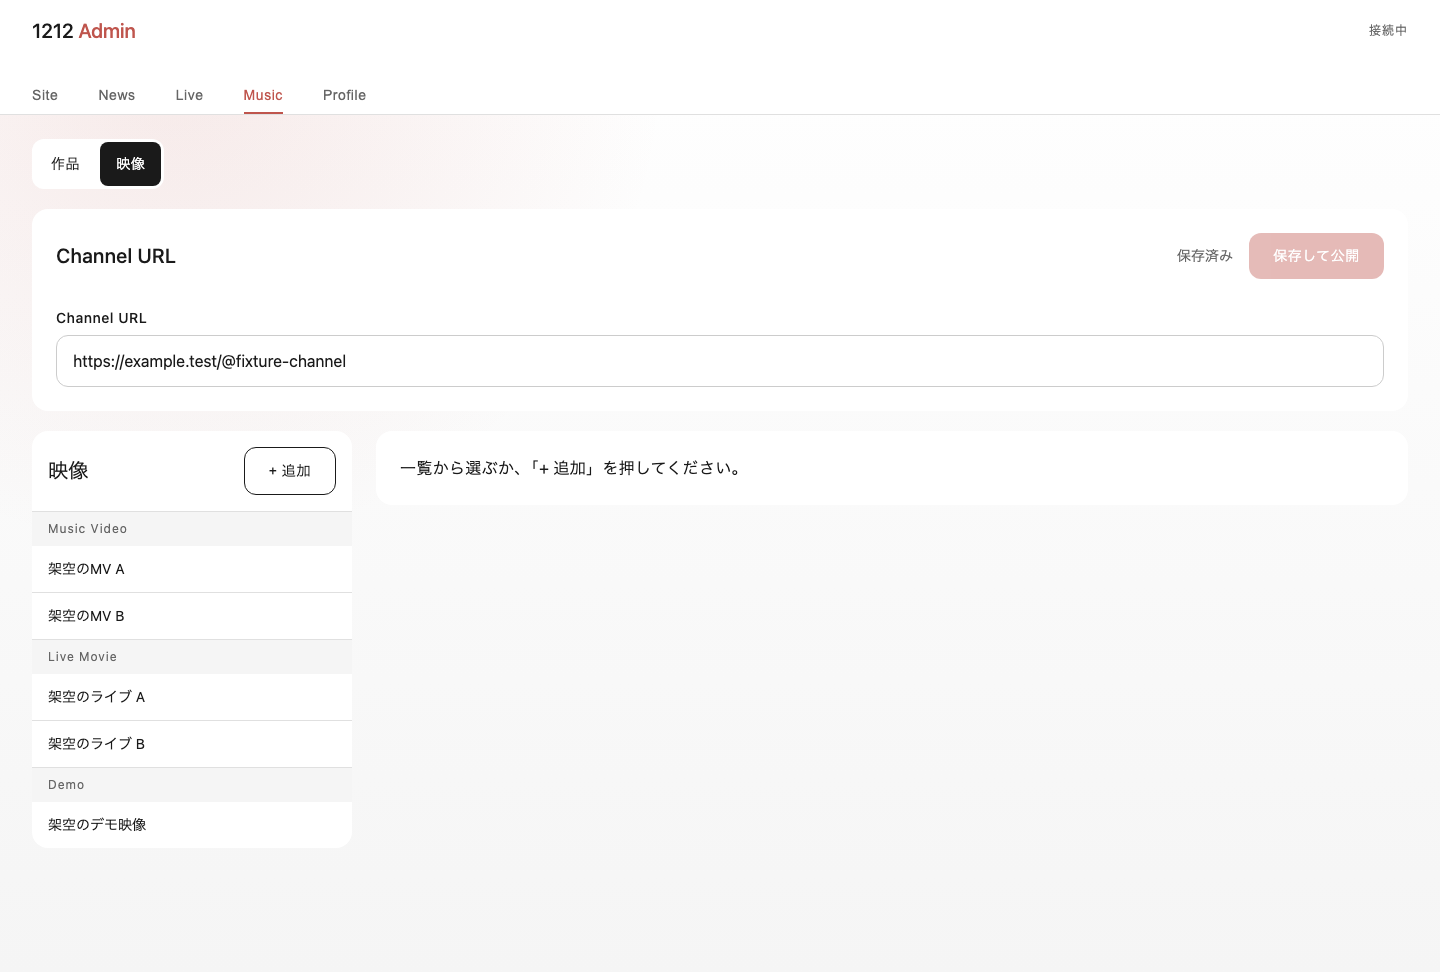 1212 Admin
接続中
Site News Live Music Profile
作品 映像
Channel URL
保存済み 保存して公開
Channel URL
https://example.test/@fixture-channel
映像
+ 追加
一覧から選ぶか、「+ 追加」を押してください。
Music Video
架空のMV A
架空のMV B
Live Movie
架空のライブ A
架空のライブ B
Demo
架空のデモ映像